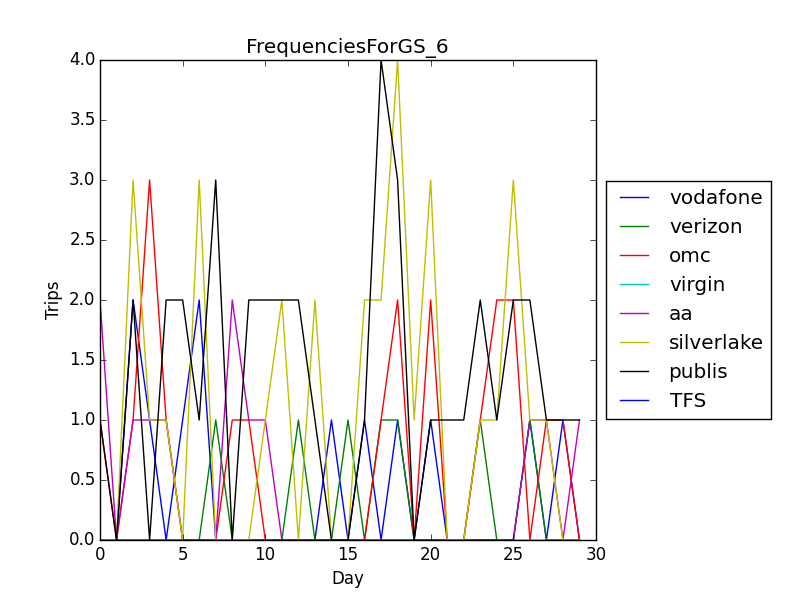 FrequenciesForGS_6
4.0
3.5
3.0
2.5
2.0
1.5
1.0
0.5
0.0
Trips
0 5 10 15 20 25 30
Day
vodafone
verizon
omc
virgin
aa
silverlake
publis
TFS